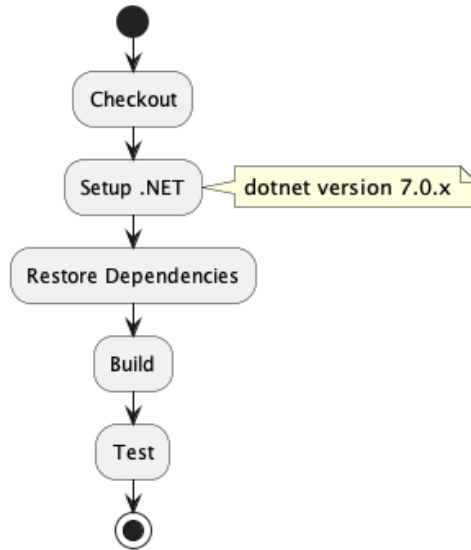 Checkout
Setup .NET
dotnet version 7.0.x
Restore Dependencies
Build
Test